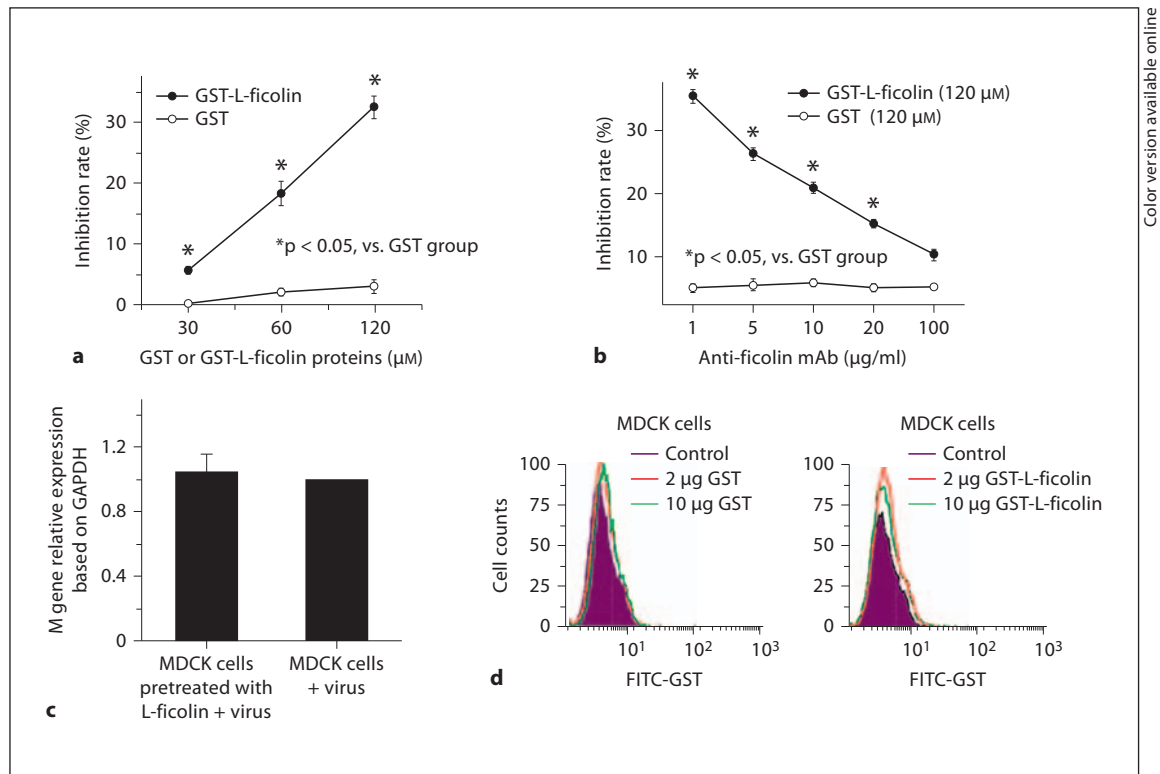 Color version available online
GST-L-ficolin
GST
Inhibition rate (%)
30
20
10
0
*
*
*
*p < 0.05, vs. GST group
30 60 120
a GST or GST-L-ficolin proteins (μM)
GST-L-ficolin (120 μM)
GST (120 μM)
Inhibition rate (%)
30
20
10
*
*
*
*
*p < 0.05, vs. GST group
1 5 10 20 100
b Anti-ficolin mAb (μg/ml)
M gene relative expression
based on GAPDH
1.2
0.8
0.4
0
MDCK cells
pretreated with
L-ficolin + virus
MDCK cells
+ virus
c
MDCK cells
Control
2 μg GST
10 μg GST
Cell counts
100
75
50
25
0
10¹ 10² 10³
d FITC-GST
MDCK cells
Control
2 μg GST-L-ficolin
10 μg GST-L-ficolin
100
75
50
25
0
10¹ 10² 10³
FITC-GST